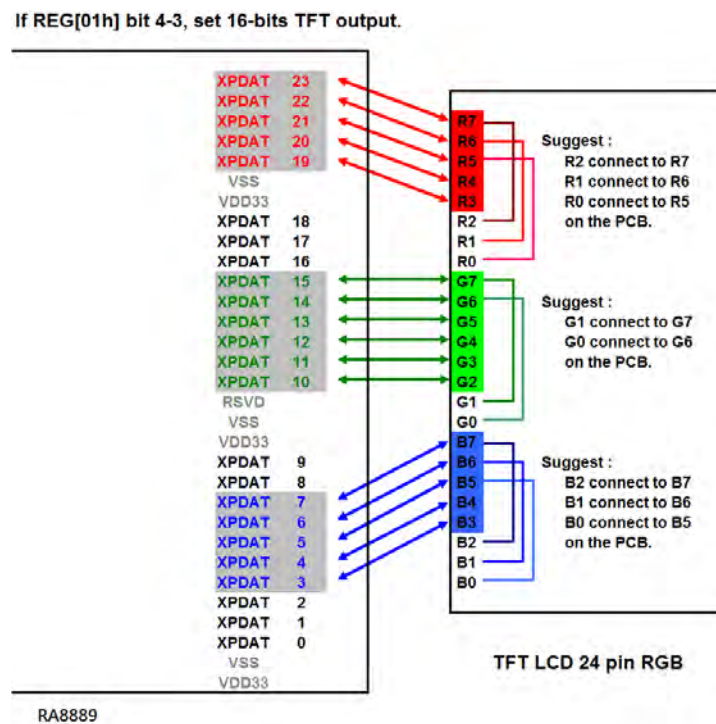 If REG[01h] bit 4-3, set 16-bits TFT output.
XPDAT 23
XPDAT 22
XPDAT 21
XPDAT 20
XPDAT 19
VSS
VDD33
XPDAT 18
XPDAT 17
XPDAT 16
XPDAT 15
XPDAT 14
XPDAT 13
XPDAT 12
XPDAT 11
XPDAT 10
RSVD
VSS
VDD33
XPDAT 9
XPDAT 8
XPDAT 7
XPDAT 6
XPDAT 5
XPDAT 4
XPDAT 3
XPDAT 2
XPDAT 1
XPDAT 0
VSS
VDD33
RA8889
R7
R6
R5
R4
R3
R2
R1
R0
G7
G6
G5
G4
G3
G2
G1
G0
B7
B6
B5
B4
B3
B2
B1
B0
Suggest :
R2 connect to R7
R1 connect to R6
R0 connect to R5
on the PCB.
Suggest :
G1 connect to G7
G0 connect to G6
on the PCB.
Suggest :
B2 connect to B7
B1 connect to B6
B0 connect to B5
on the PCB.
TFT LCD 24 pin RGB